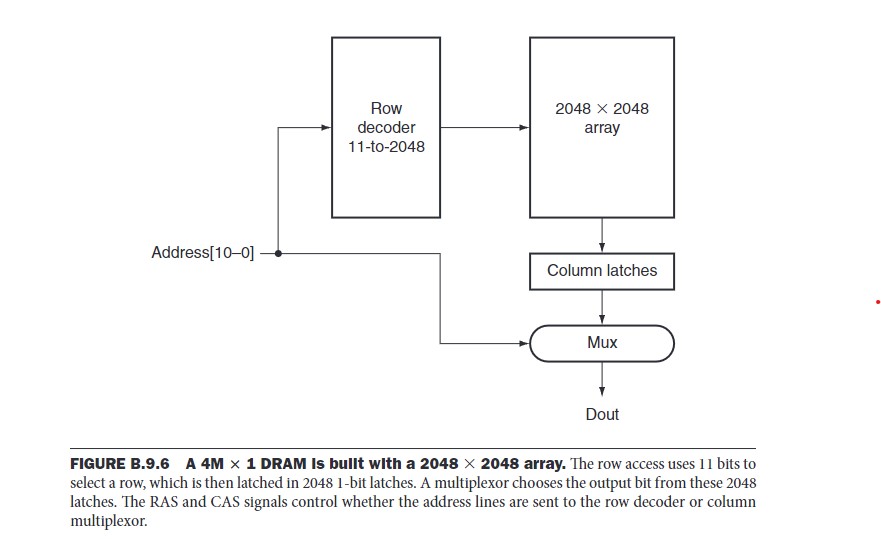 Row
decoder
11-to-2048
2048 × 2048
array
Address[10–0]
Column latches
Mux
Dout
FIGURE B.9.6 A 4M × 1 DRAM is built with a 2048 × 2048 array. The row access uses 11 bits to
select a row, which is then latched in 2048 1-bit latches. A multiplexor chooses the output bit from these 2048
latches. The RAS and CAS signals control whether the address lines are sent to the row decoder or column
multiplexor.